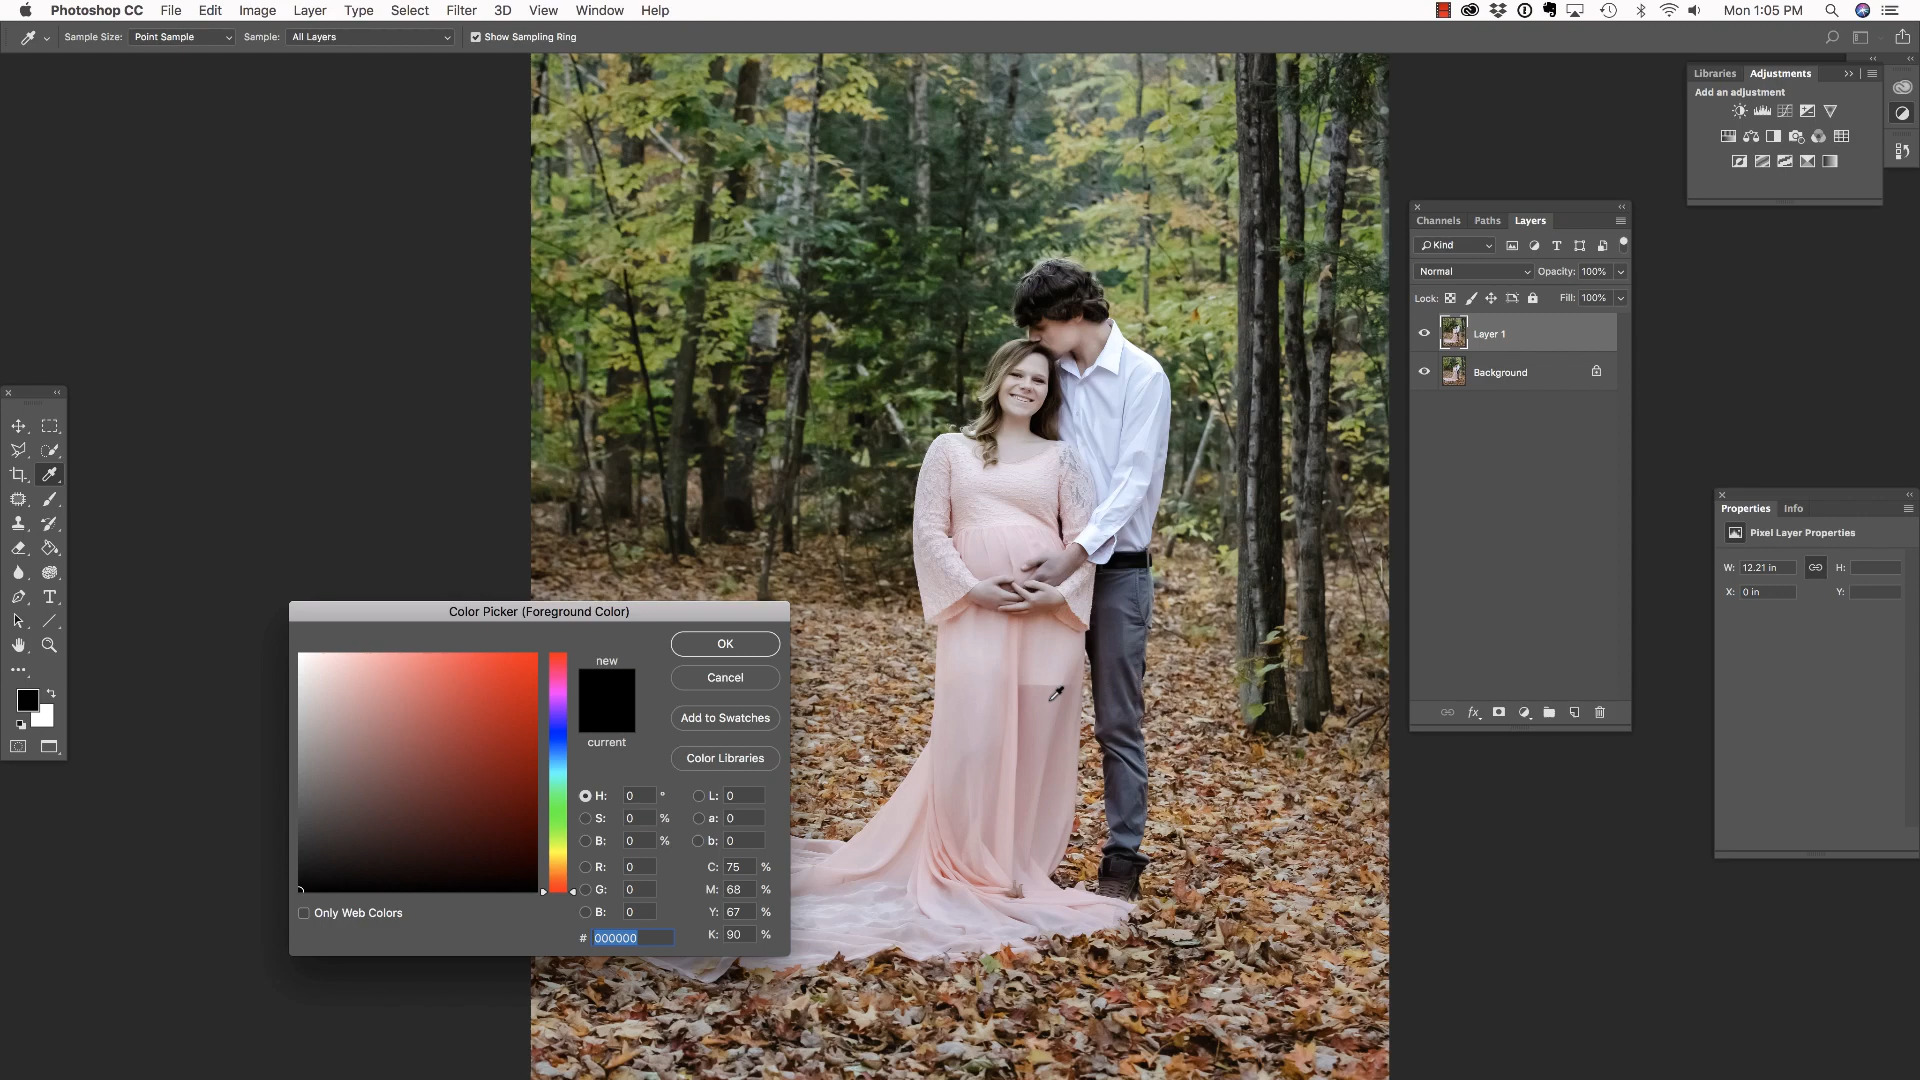 Photoshop CC File Edit Image Layer Type Select Filter 3D View Window Help Mon 1:05 PM
Sample Size: Point Sample Sample: All Layers Show Sampling Ring
Libraries Adjustments
Add an adjustment
Channels Paths Layers
Kind
Normal Opacity: 100%
Lock: Fill: 100%
Layer 1
Background
Properties Info
Pixel Layer Properties
W: 12.21 in H:
X: 0 in Y:
T
Color Picker (Foreground Color)
OK
new
Cancel
Add to Swatches
current
Color Libraries
H: 0 ° L: 0
S: 0 % a: 0
B: 0 % b: 0
R: 0 C: 75 %
G: 0 M: 68 %
B: 0 Y: 67 %
Only Web Colors
K: 90 %
# 000000
fx